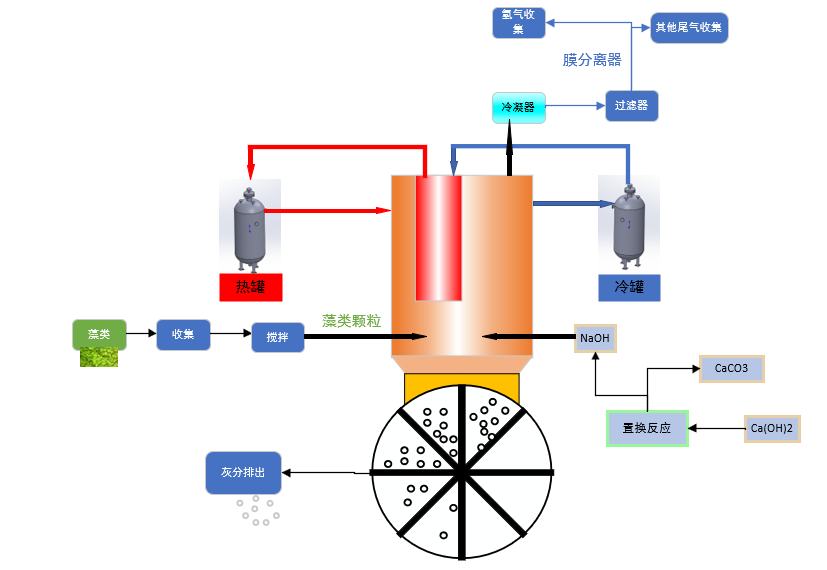 氢气收
集
其他尾气收集
膜分离器
冷凝器
过滤器
热罐
冷罐
藻类颗粒
藻类
收集
搅拌
NaOH
CaCO3
置换反应
Ca(OH)2
灰分排出